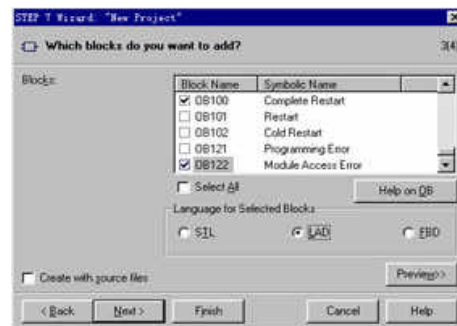 STEP 7 Wizard: "New Project"
Which blocks do you want to add? 3(4)
Blocks:
Block Name Symbolic Name
OB100 Complete Restart
OB101 Restart
OB102 Cold Restart
OB121 Programming Error
OB122 Module Access Error
Select All
Help on OB
Language for Selected Blocks
STL LAD FBD
Create with source files
Preview>>
< Back Next > Finish Cancel Help